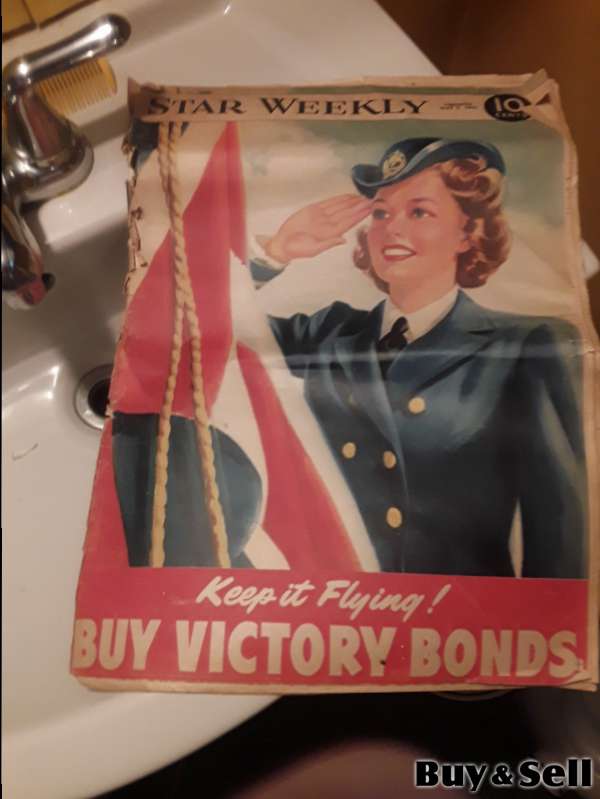 STAR WEEKLY
10
CENTS
Keep it Flying!
BUY VICTORY BONDS
Buy & Sell